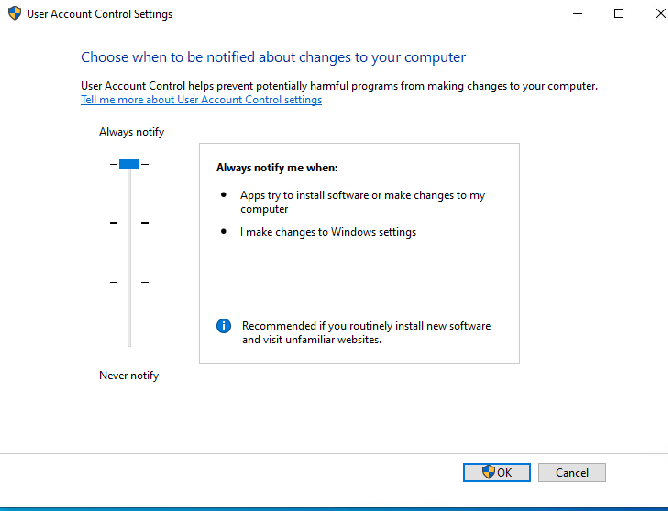 User Account Control Settings
Choose when to be notified about changes to your computer
User Account Control helps prevent potentially harmful programs from making changes to your computer.
Tell me more about User Account Control settings
Always notify
Always notify me when:
Apps try to install software or make changes to my
computer
I make changes to Windows settings
Recommended if you routinely install new software
and visit unfamiliar websites.
Never notify
OK
Cancel